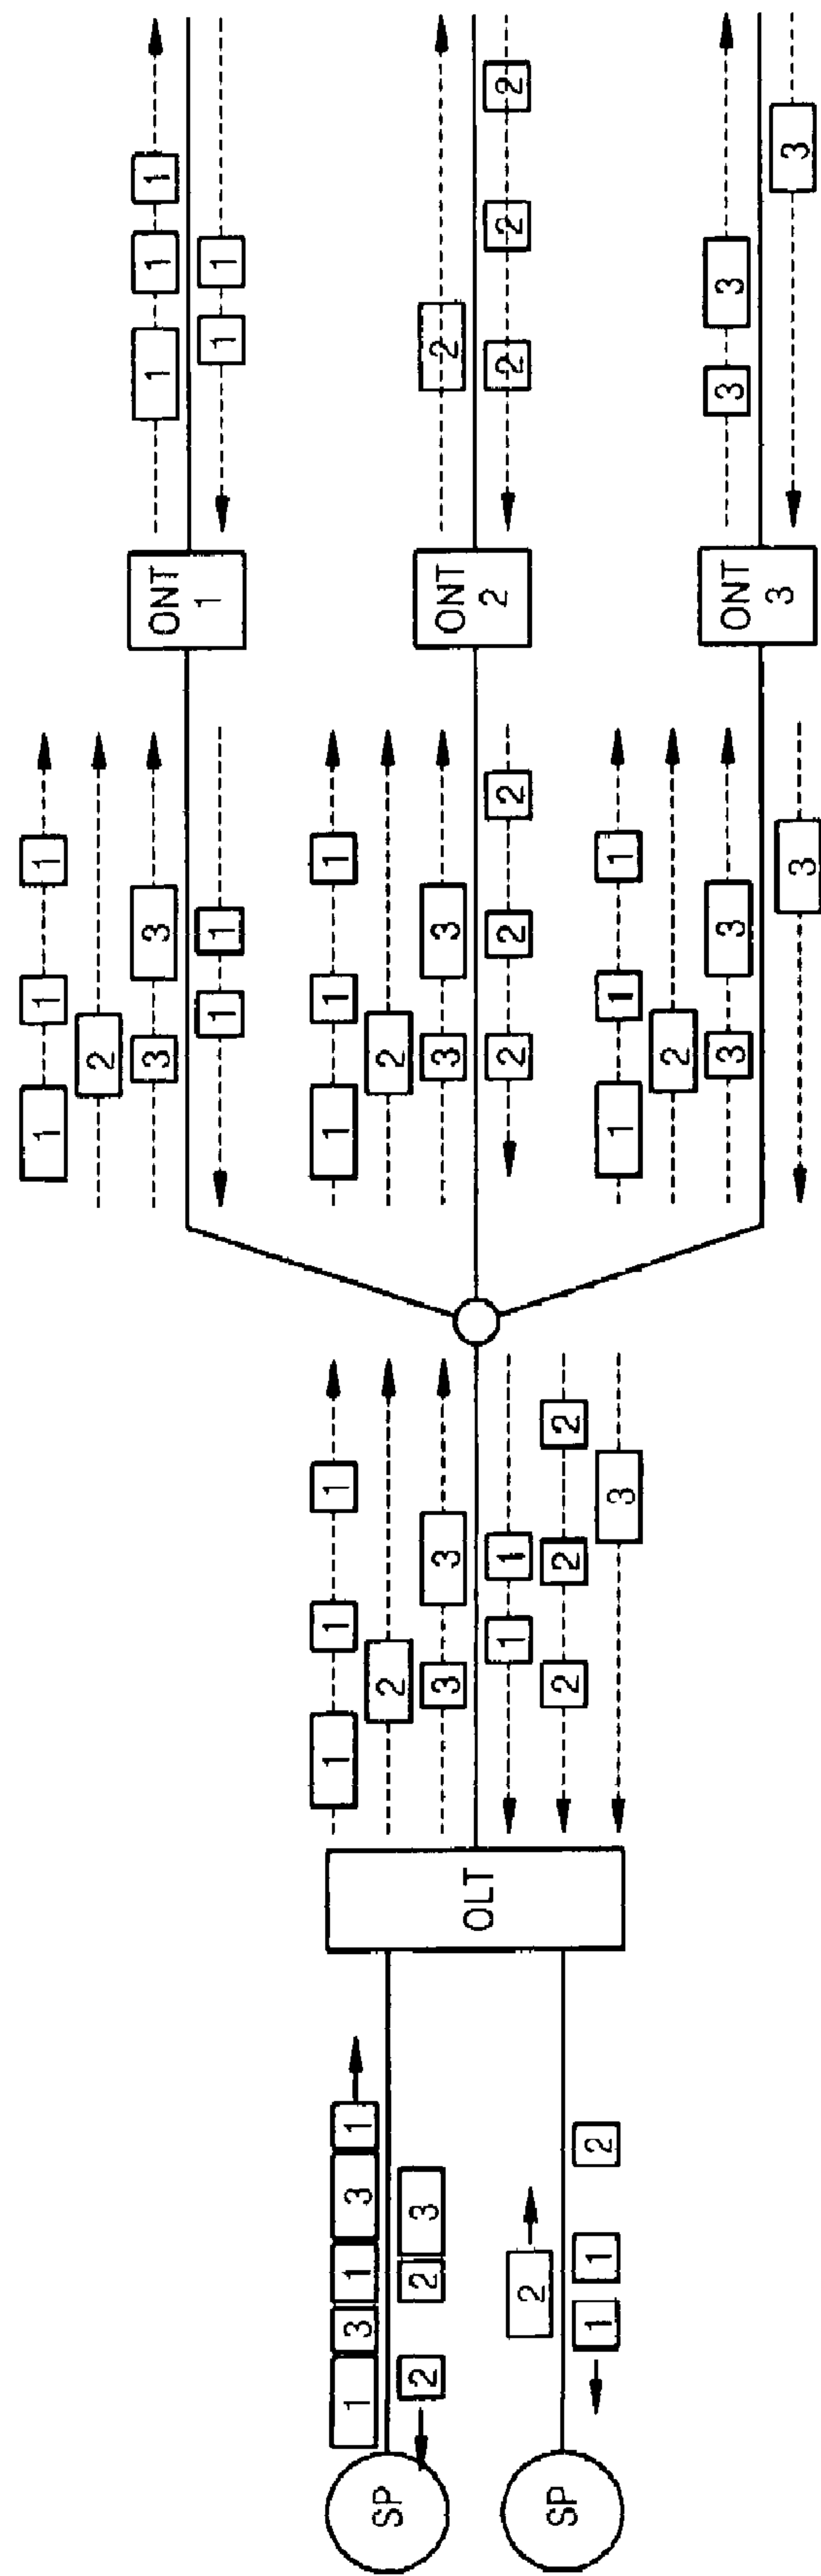 1 1 1
2
3 3 1 1 1
ONT
1
1 1 1 1
1 1 1 1 1 1
1 3 1 3 1
SP 2 2
2 2 3 3 3 3 3 2
ONT
2
OLT
1 1 2 2 2 2 2 2
2
SP 2 2 2
1 1 2
3 1 1 1
2
3 3 3 3
ONT
3
3 3